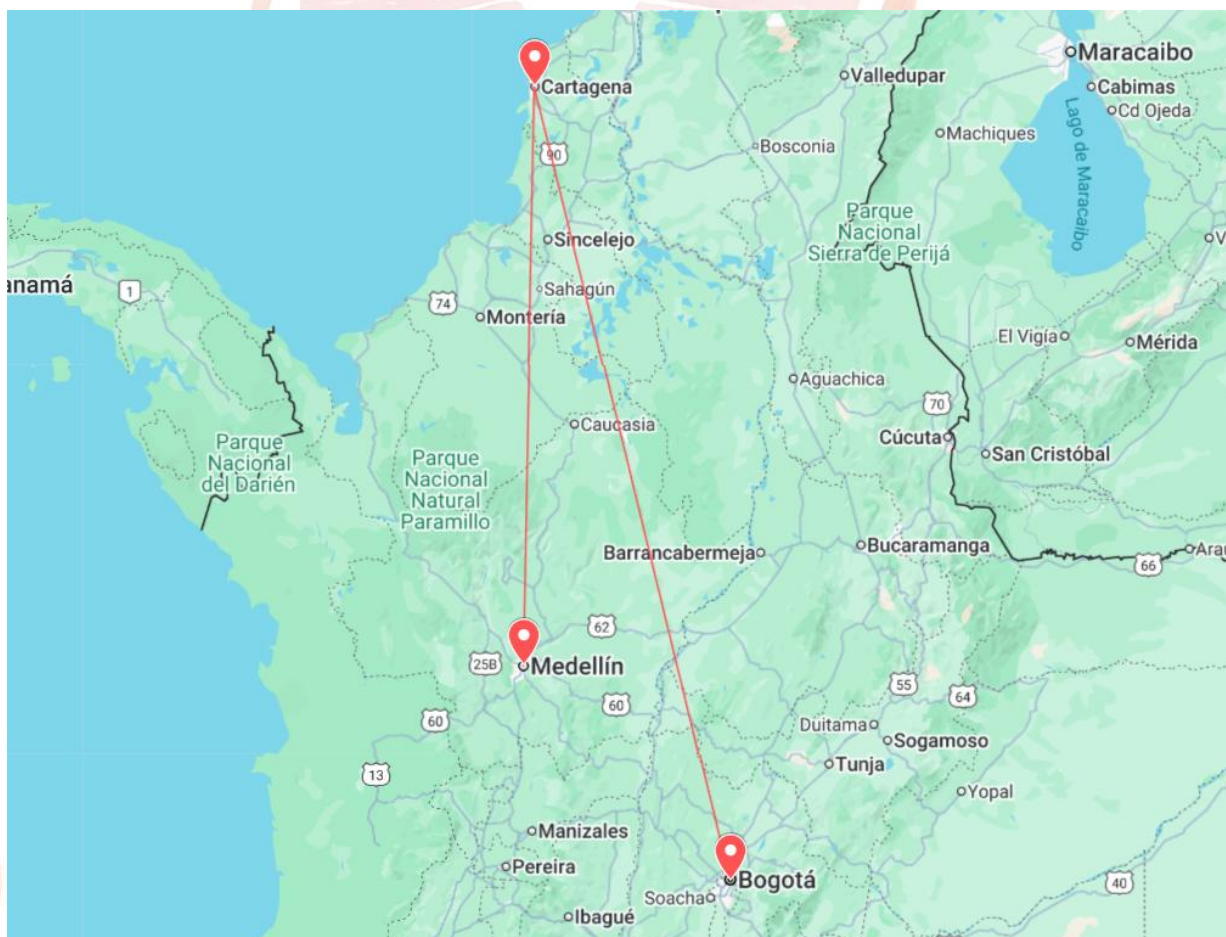 Cartagena
Maracaibo
Valledupar
Cabimas
Cd Ojeda
Lago de Maracaibo
Machiques
Bosconia
90
Parque
Nacional
Sierra de Perijá
Sincelejo
anamá
1
Sahagún
74
Montería
El Vigía
Mérida
Aguachica
70
Caucasia
Cúcuta
San Cristóbal
Parque
Nacional
del Darién
Parque
Nacional
Natural
Paramillo
Barrancabermeja
Bucaramanga
66
Arau
62
25B
Medellín
55
64
60
60
Duitama
Sogamoso
13
Tunja
Yopal
Manizales
Pereira
Bogotá
Soacha
40
Ibagué